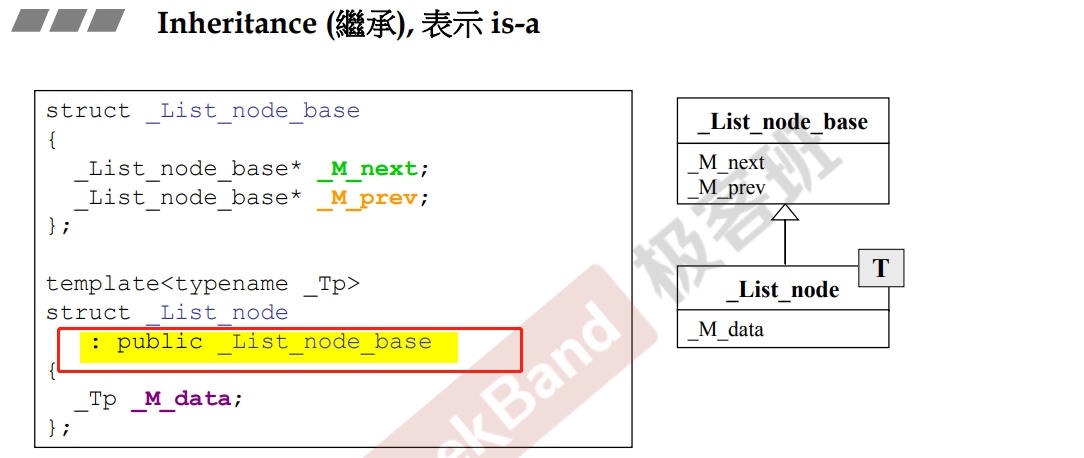 Inheritance (繼承), 表示 is-a
struct _List_node_base
{
_List_node_base* _M_next;
_List_node_base* _M_prev;
};
template<typename _Tp>
struct _List_node
: public _List_node_base
{
_Tp _M_data;
};
_List_node_base
_M_next
_M_prev
T
_List_node
_M_data
极客班
ekBand